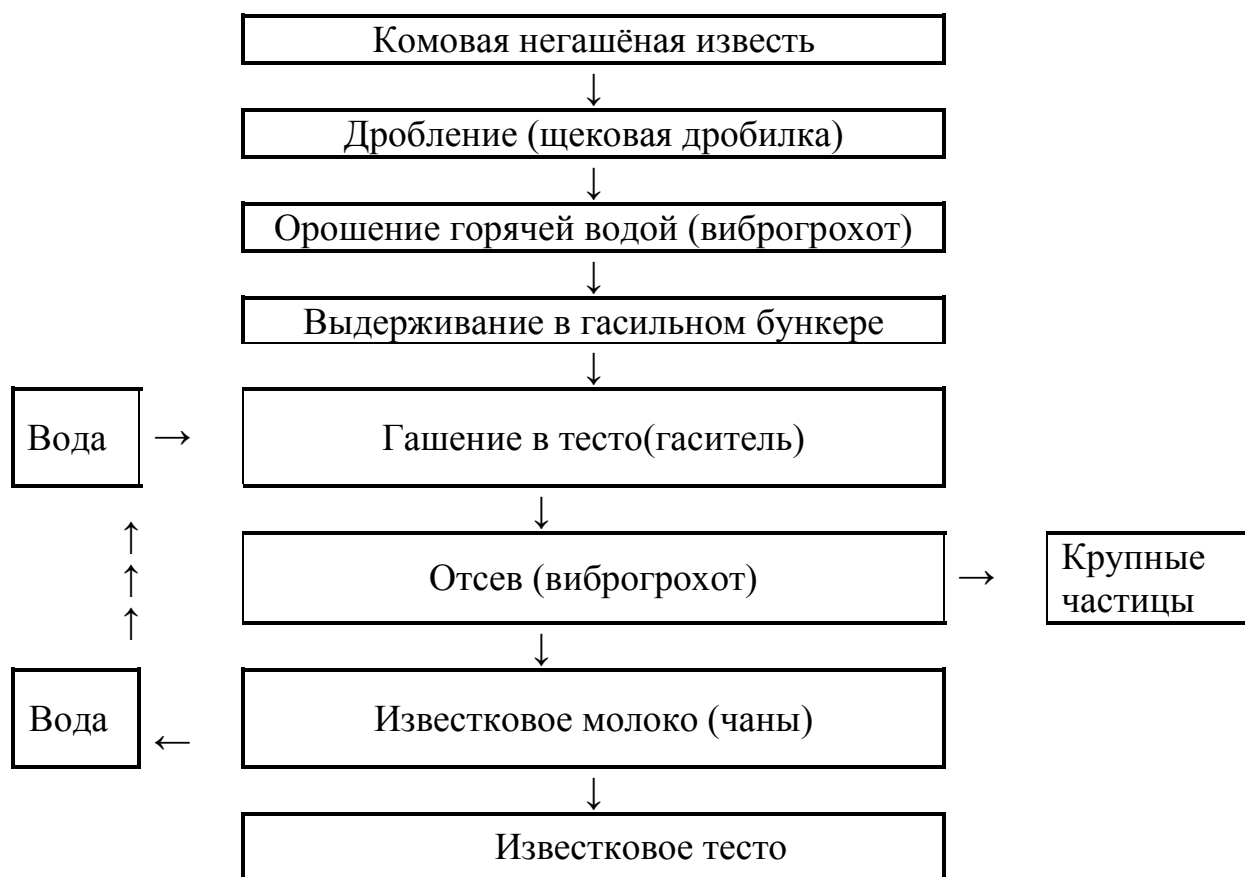 Комовая негашёная известь
↓
Дробление (щековая дробилка)
↓
Орошение горячей водой (виброгрохот)
↓
Выдерживание в гасильном бункере
↓
Вода → Гашение в тесто(гаситель)
↓
↑
Отсев (виброгрохот) → Крупные
частицы
↑
↑
↓
Вода ← Известковое молоко (чаны)
↓
Известковое тесто